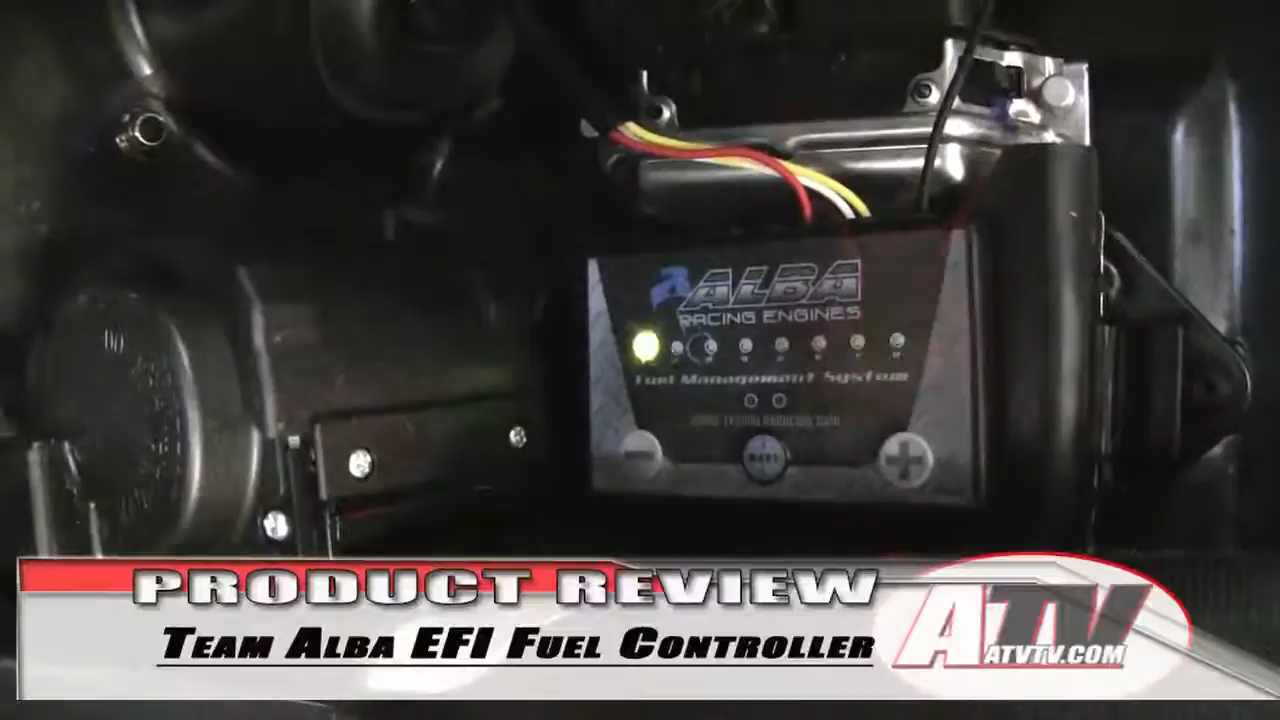 ALBA
RACING ENGINES
Fuel Management System
PRODUCT REVIEW
TEAM ALBA EFI FUEL CONTROLLER
ATV
ATVTV.COM